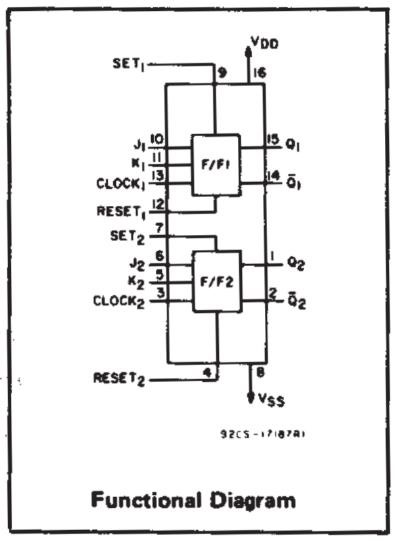 VDD
SET1
9 16
J1 10 15 Q1
K1 11 F/F1
CLOCK1 13 14 Q̄1
RESET1 12
SET2 7
J2 6 1 Q2
K2 5 F/F2
CLOCK2 3 2 Q̄2
RESET2 4 8
VSS
92CS-17187R1
Functional Diagram